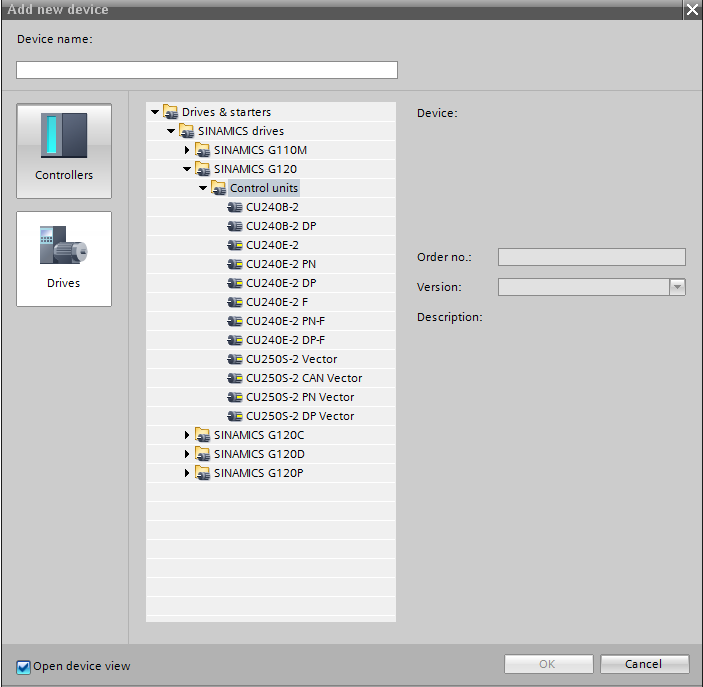 Add new device
Device name:
Controllers
Drives
Drives & starters
SINAMICS drives
SINAMICS G110M
SINAMICS G120
Control units
CU240B-2
CU240B-2 DP
CU240E-2
CU240E-2 PN
CU240E-2 DP
CU240E-2 F
CU240E-2 PN-F
CU240E-2 DP-F
CU250S-2 Vector
CU250S-2 CAN Vector
CU250S-2 PN Vector
CU250S-2 DP Vector
SINAMICS G120C
SINAMICS G120D
SINAMICS G120P
Device:
Order no.:
Version:
Description:
Open device view
OK
Cancel